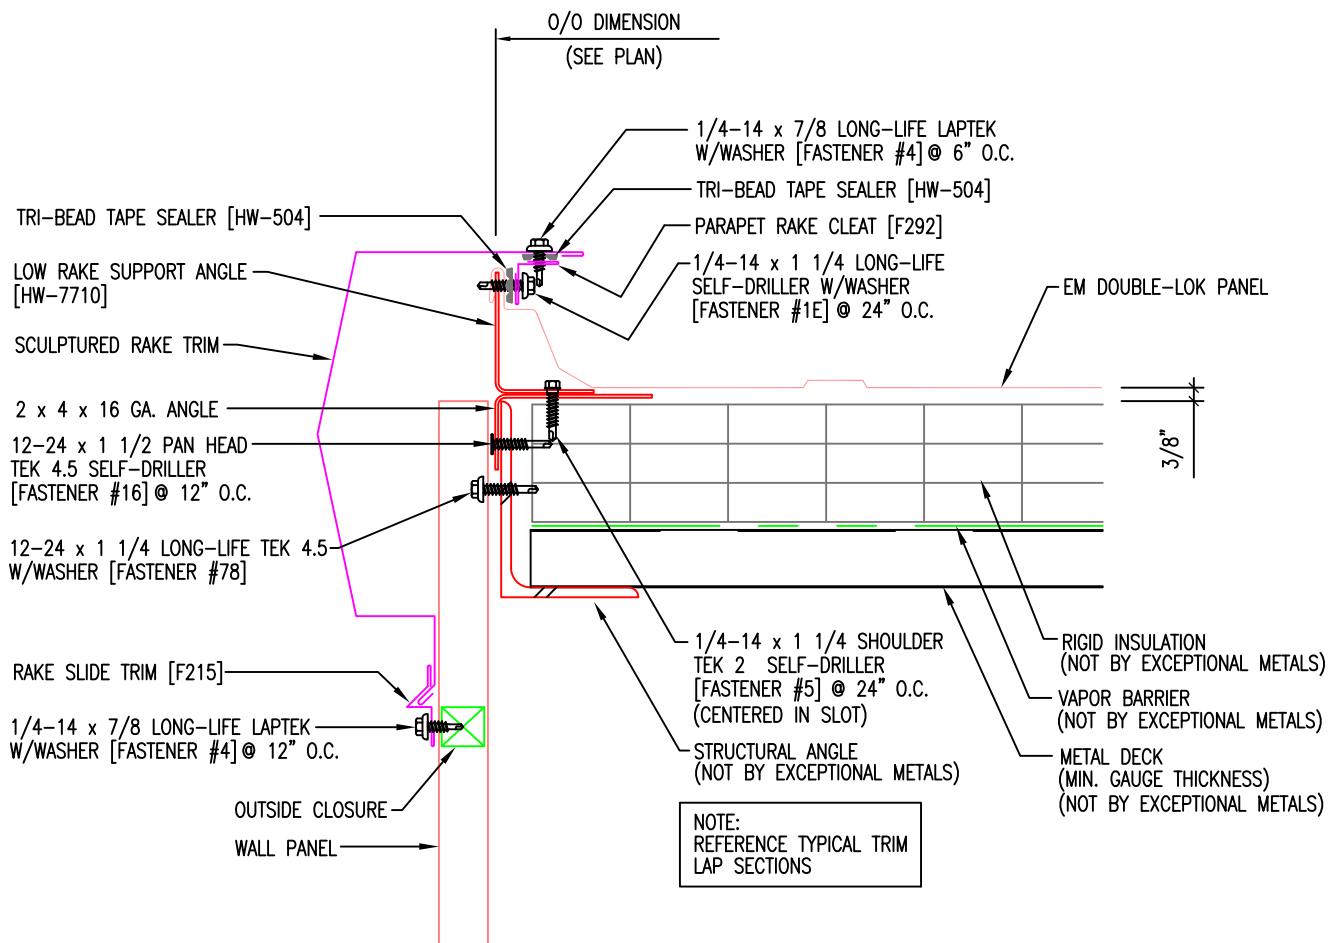 O/O DIMENSION
(SEE PLAN)
1/4-14 x 7/8 LONG-LIFE LAPTEK
W/WASHER [FASTENER #4] @ 6" O.C.
TRI-BEAD TAPE SEALER [HW-504]
PARAPET RAKE CLEAT [F292]
1/4-14 x 1 1/4 LONG-LIFE
SELF-DRILLER W/WASHER
[FASTENER #1E] @ 24" O.C.
EM DOUBLE-LOK PANEL
TRI-BEAD TAPE SEALER [HW-504]
LOW RAKE SUPPORT ANGLE
[HW-7710]
SCULPTURED RAKE TRIM
2 x 4 x 16 GA. ANGLE
12-24 x 1 1/2 PAN HEAD
TEK 4.5 SELF-DRILLER
[FASTENER #16] @ 12" O.C.
12-24 x 1 1/4 LONG-LIFE TEK 4.5
W/WASHER [FASTENER #78]
RAKE SLIDE TRIM [F215]
1/4-14 x 7/8 LONG-LIFE LAPTEK
W/WASHER [FASTENER #4] @ 12" O.C.
OUTSIDE CLOSURE
WALL PANEL
3/8"
1/4-14 x 1 1/4 SHOULDER
TEK 2 SELF-DRILLER
[FASTENER #5] @ 24" O.C.
(CENTERED IN SLOT)
STRUCTURAL ANGLE
(NOT BY EXCEPTIONAL METALS)
RIGID INSULATION
(NOT BY EXCEPTIONAL METALS)
VAPOR BARRIER
(NOT BY EXCEPTIONAL METALS)
METAL DECK
(MIN. GAUGE THICKNESS)
(NOT BY EXCEPTIONAL METALS)
NOTE:
REFERENCE TYPICAL TRIM
LAP SECTIONS